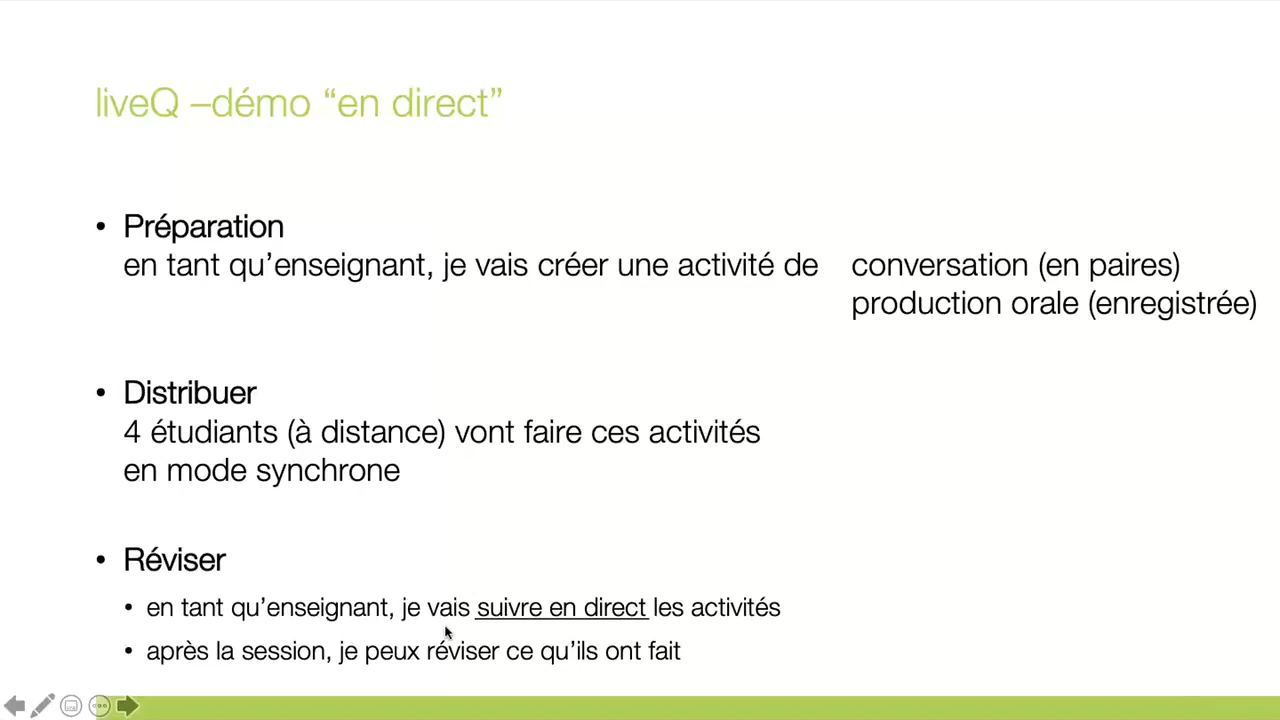 liveQ –démo “en direct”
• Préparation
en tant qu’enseignant, je vais créer une activité de conversation (en paires)
production orale (enregistrée)
• Distribuer
4 étudiants (à distance) vont faire ces activités
en mode synchrone
• Réviser
• en tant qu’enseignant, je vais suivre en direct les activités
• après la session, je peux réviser ce qu’ils ont fait